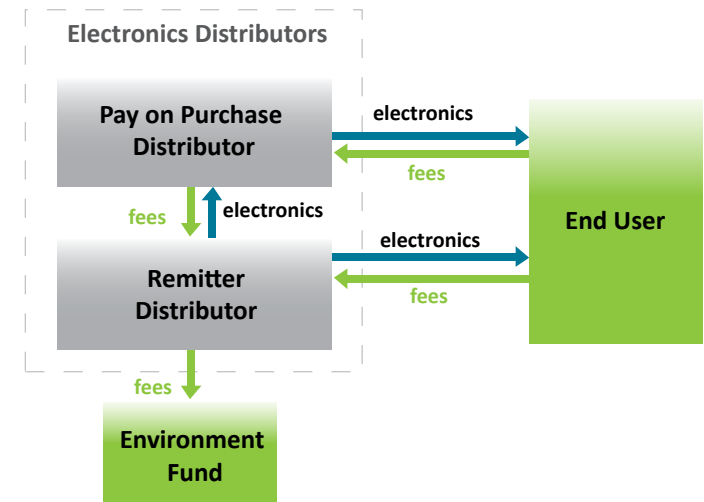 Electronics Distributors
Pay on Purchase
Distributor
electronics
fees
End User
fees
electronics
Remitter
Distributor
electronics
fees
fees
Environment
Fund